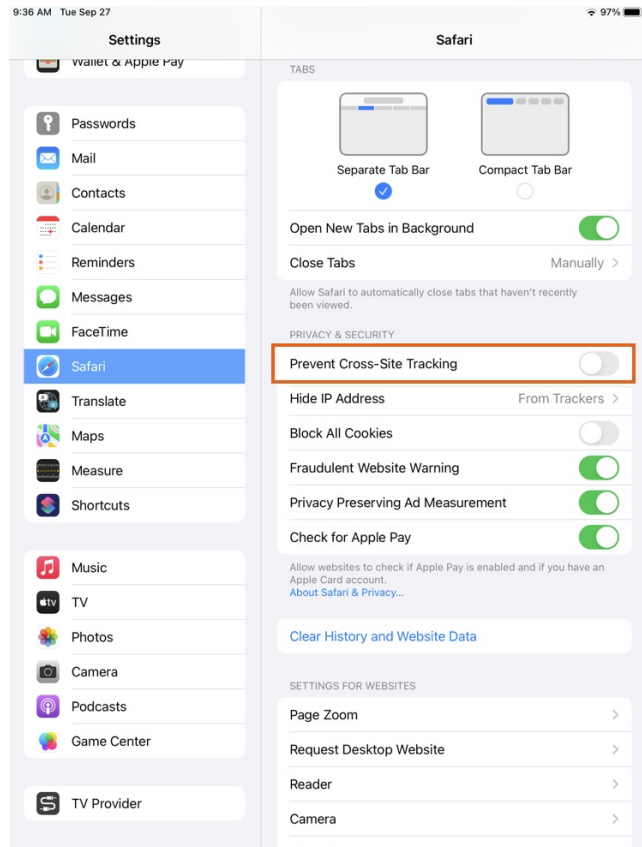 9:36 AM Tue Sep 27
97%
Settings
Wallet & Apple Pay
Passwords
Mail
Contacts
Calendar
Reminders
Messages
FaceTime
Safari
Translate
Maps
Measure
Shortcuts
Music
tv
TV
Photos
Camera
Podcasts
Game Center
TV Provider
Safari
TABS
Separate Tab Bar
Compact Tab Bar
Open New Tabs in Background
Close Tabs
Manually
Allow Safari to automatically close tabs that haven't recently
been viewed.
PRIVACY & SECURITY
Prevent Cross-Site Tracking
Hide IP Address
From Trackers
Block All Cookies
Fraudulent Website Warning
Privacy Preserving Ad Measurement
Check for Apple Pay
Allow websites to check if Apple Pay is enabled and if you have an
Apple Card account.
About Safari & Privacy...
Clear History and Website Data
SETTINGS FOR WEBSITES
Page Zoom
Request Desktop Website
Reader
Camera